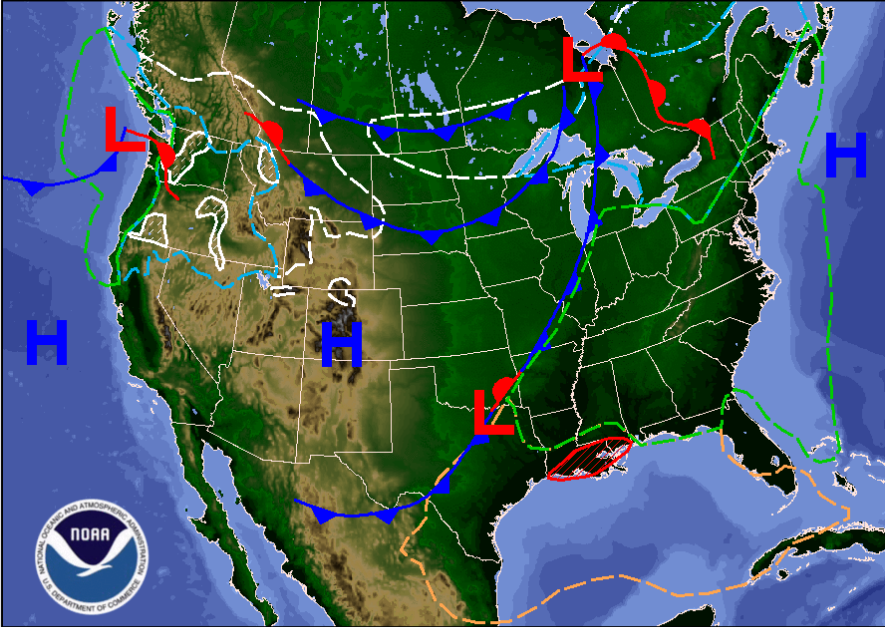 L
L
H
H
H
L
NATIONAL OCEANIC AND ATMOSPHERIC ADMINISTRATION
NOAA
U.S. DEPARTMENT OF COMMERCE